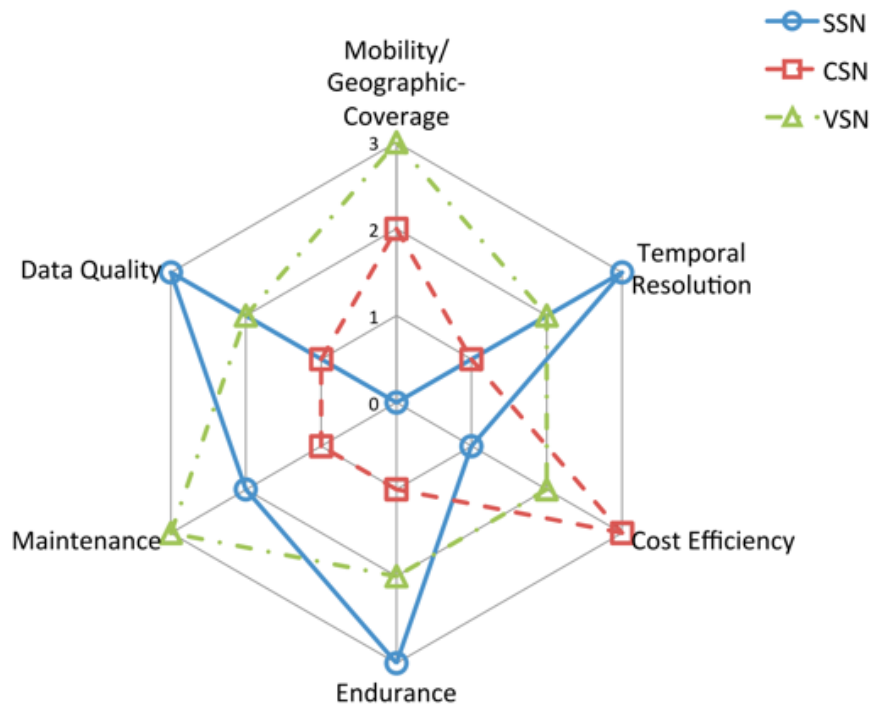 SSN
CSN
VSN
Mobility/
Geographic-
Coverage
3
2
1
0
Temporal
Resolution
Data Quality
Maintenance
Cost Efficiency
Endurance